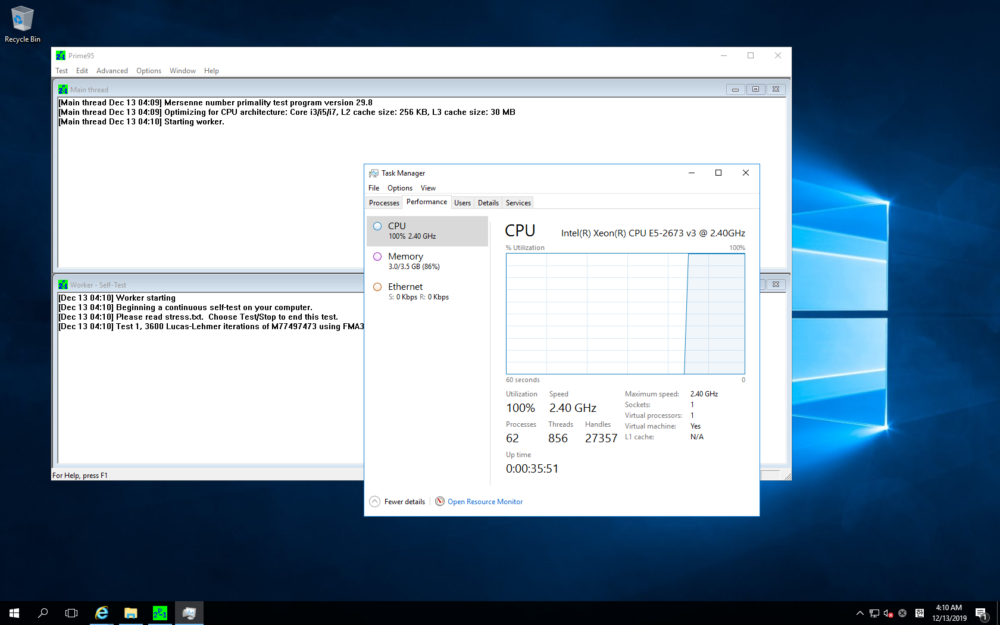 Recycle Bin
Prime95
Test Edit Advanced Options Window Help
Main thread
[Main thread Dec 13 04:09] Mersenne number primality test program version 29.8
[Main thread Dec 13 04:09] Optimizing for CPU architecture: Core i3/i5/i7, L2 cache size: 256 KB, L3 cache size: 30 MB
[Main thread Dec 13 04:10] Starting worker.
Worker - Self-Test
[Dec 13 04:10] Worker starting
[Dec 13 04:10] Beginning a continuous self-test on your computer.
[Dec 13 04:10] Please read stress.txt. Choose Test/Stop to end this test.
[Dec 13 04:10] Test 1, 3600 Lucas-Lehmer iterations of M77497473 using FMA3
For Help, press F1
Task Manager
File Options View
Processes Performance Users Details Services
CPU
100% 2.40 GHz
Memory
3.0/3.5 GB (86%)
Ethernet
S: 0 Kbps R: 0 Kbps
CPU Intel(R) Xeon(R) CPU E5-2673 v3 @ 2.40GHz
% Utilization 100%
60 seconds 0
Utilization Speed
100% 2.40 GHz
Processes Threads Handles
62 856 27357
Up time
0:00:35:51
Maximum speed: 2.40 GHz
Sockets: 1
Virtual processors: 1
Virtual machine: Yes
L1 cache: N/A
Fewer details Open Resource Monitor
4:10 AM
12/13/2019
1